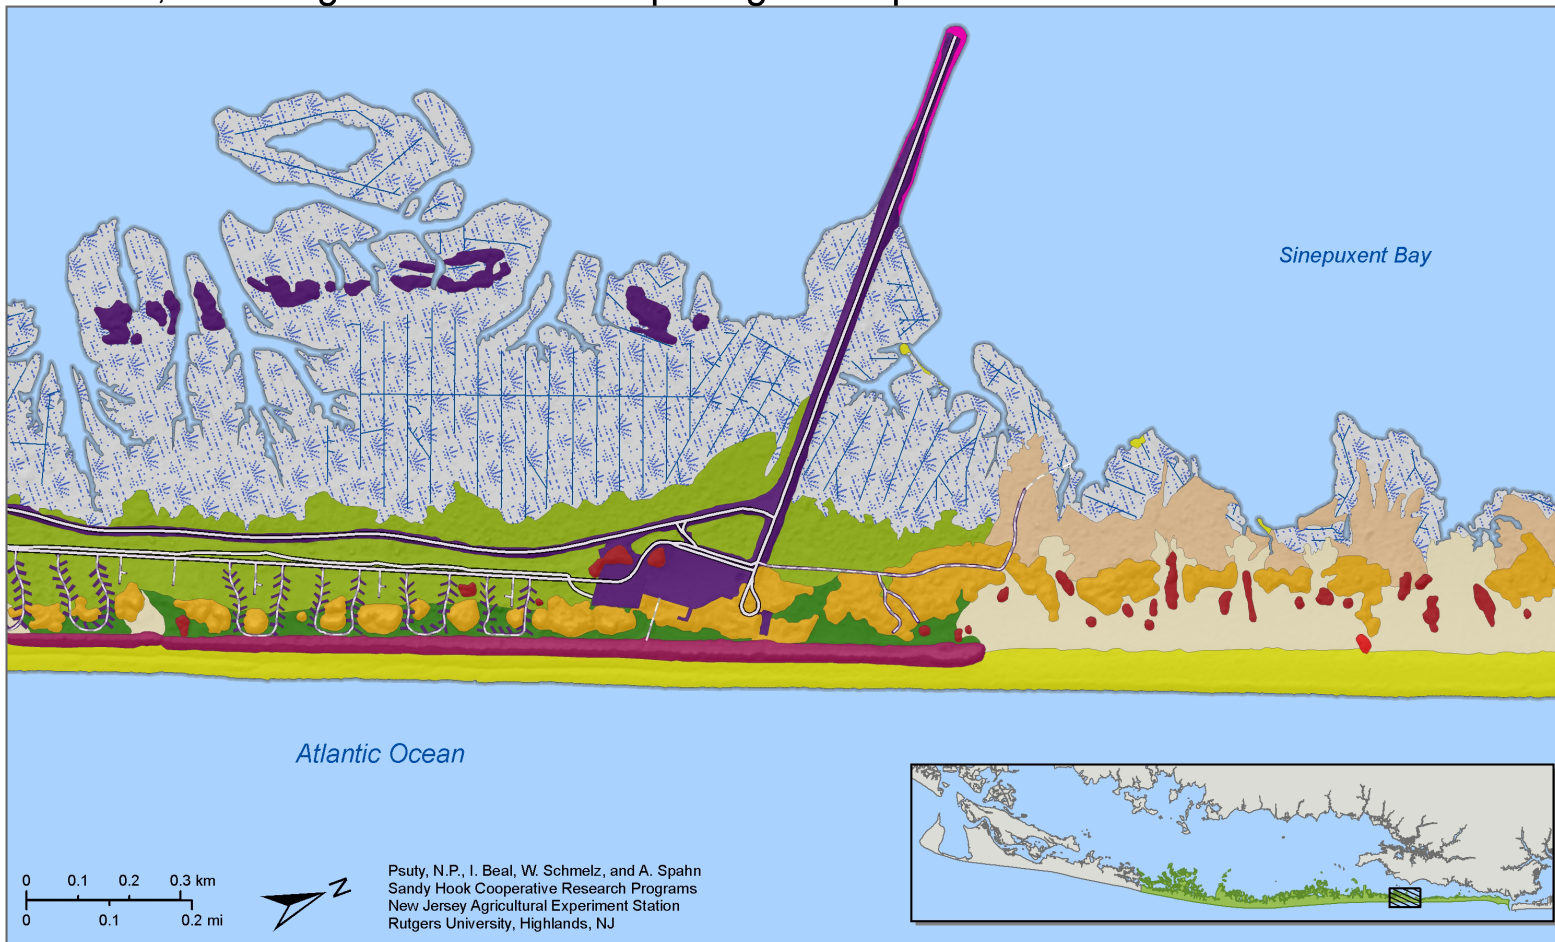 Sinepuxent Bay
Atlantic Ocean
0 0.1 0.2 0.3 km
0 0.1 0.2 mi
N
Psuty, N.P., I. Beal, W. Schmelz, and A. Spahn
Sandy Hook Cooperative Research Programs
New Jersey Agricultural Experiment Station
Rutgers University, Highlands, NJ